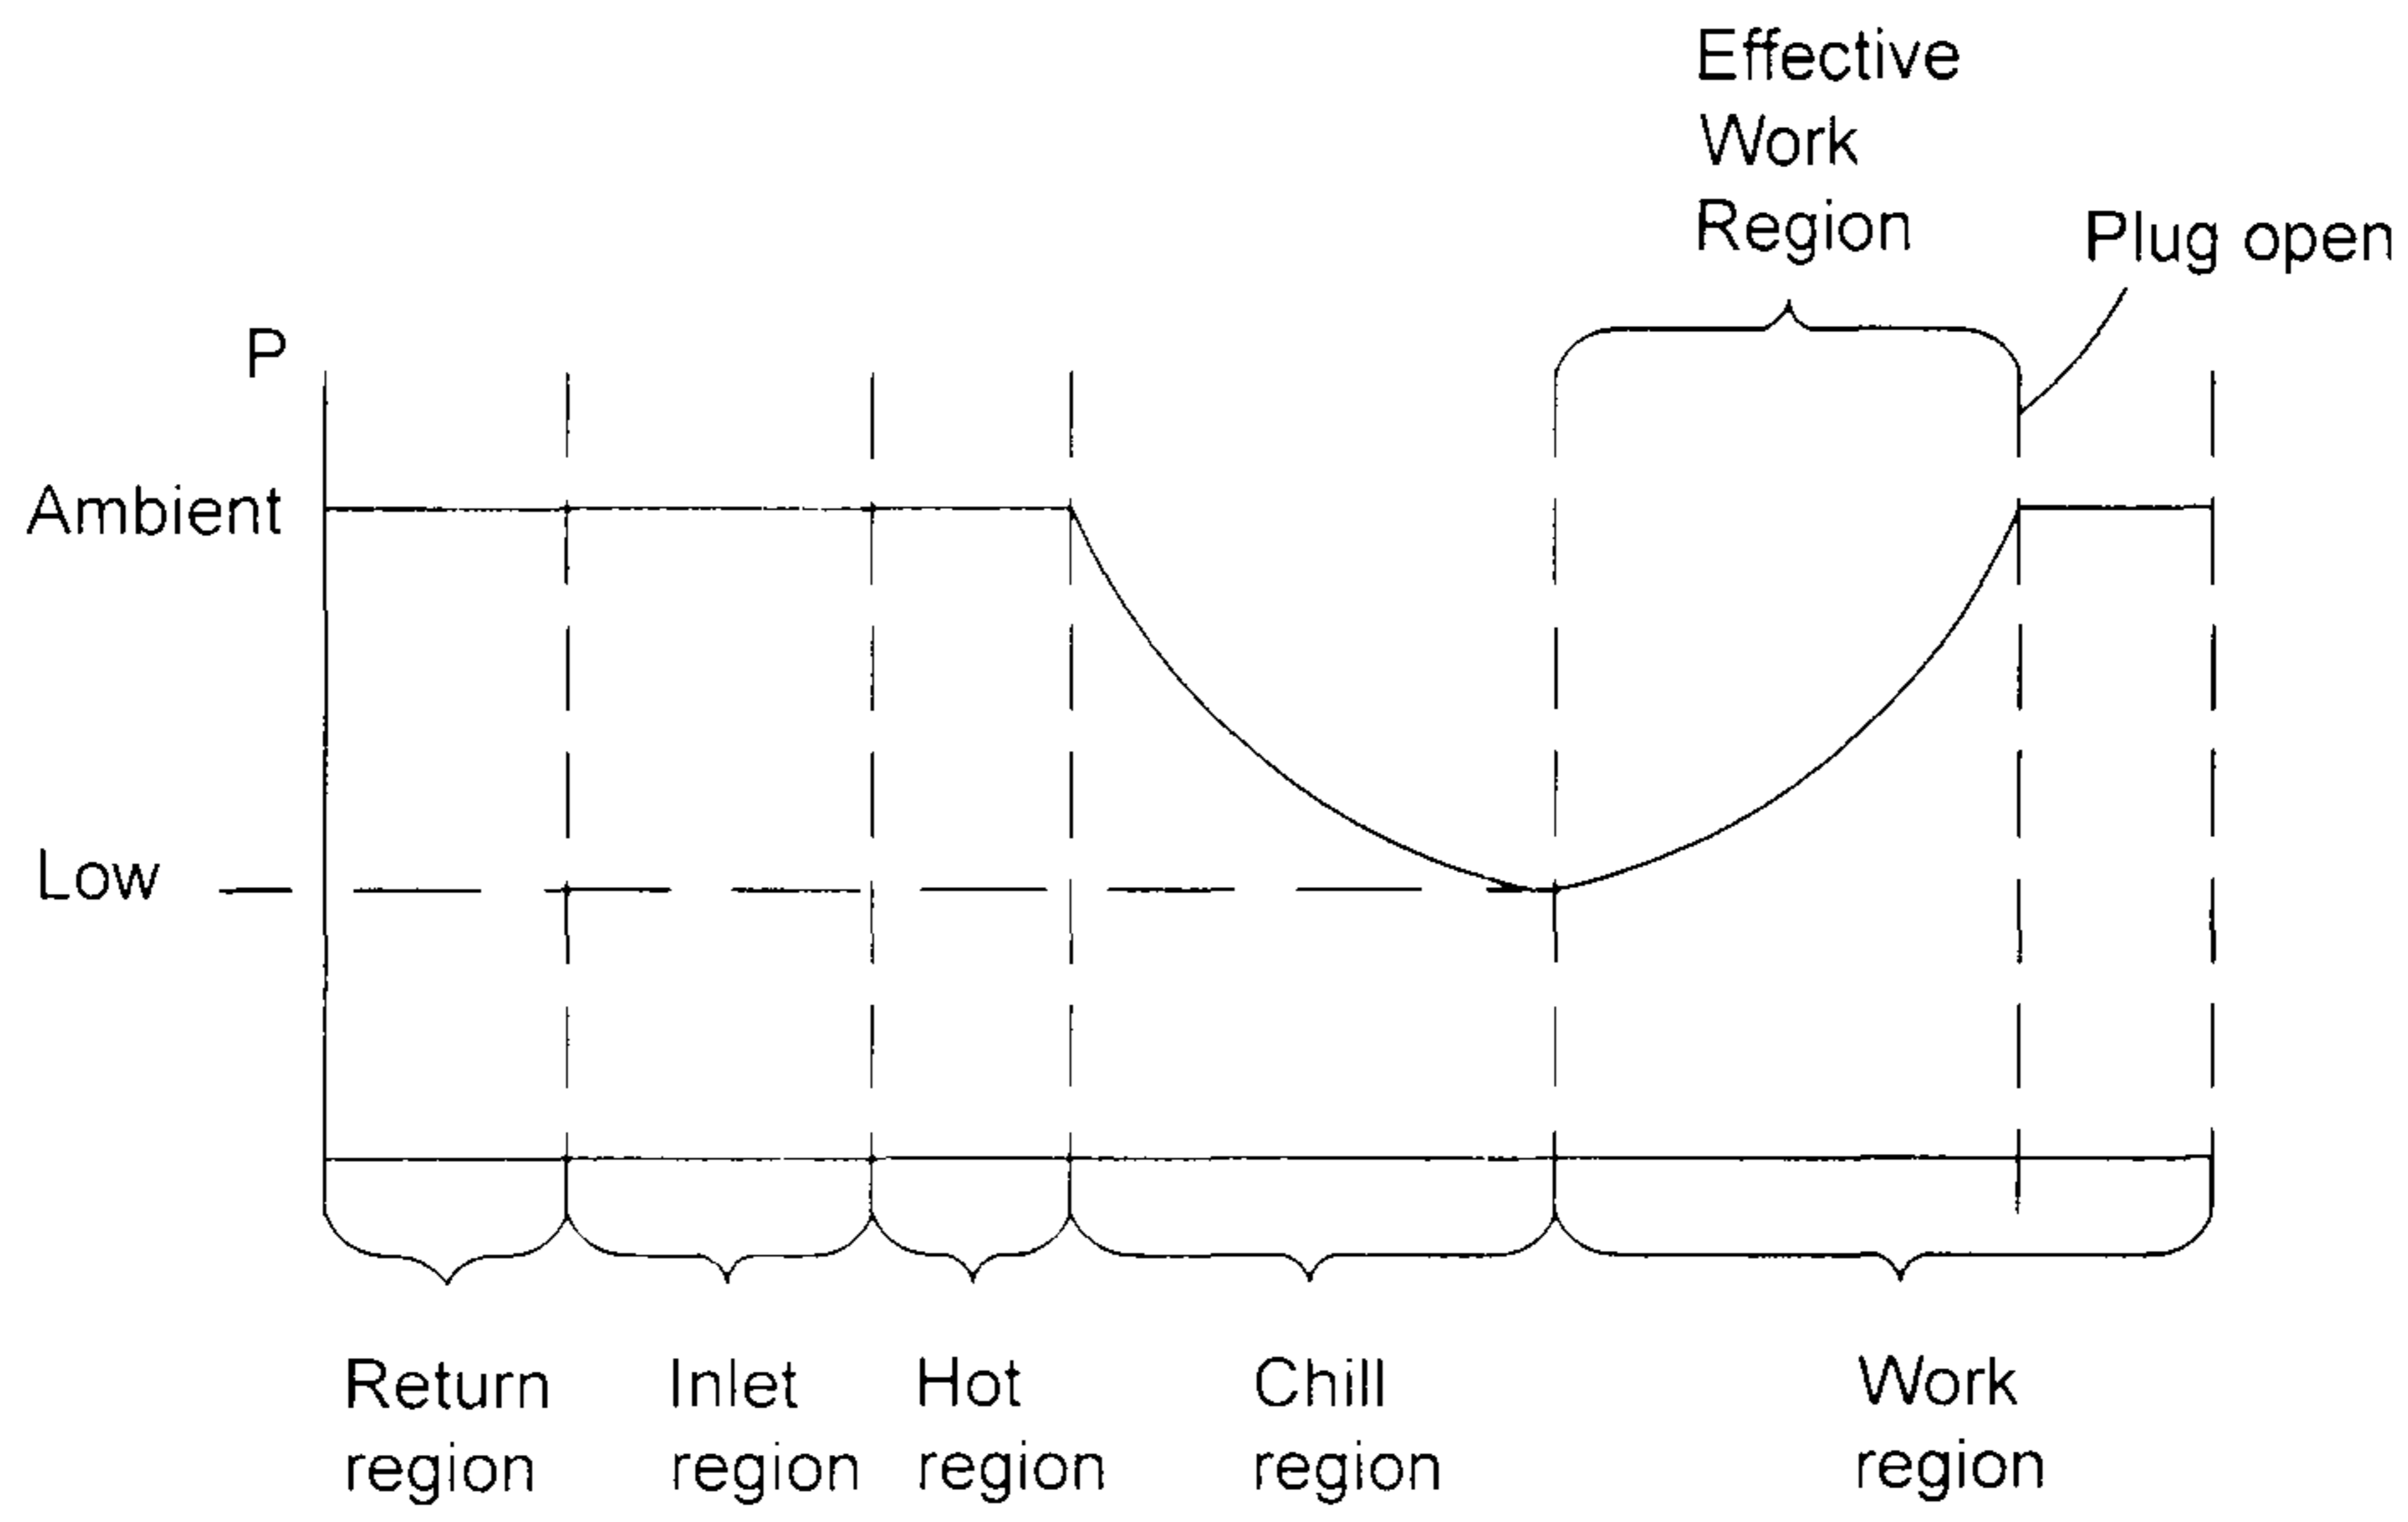 Effective
Work
Region
Plug open
P
Ambient
Low
Return
region
Inlet
region
Hot
region
Chill
region
Work
region